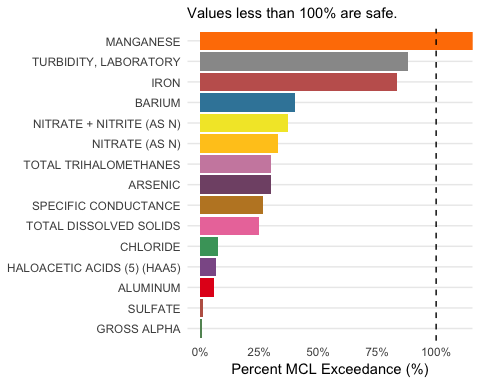 Values less than 100% are safe.
MANGANESE
TURBIDITY, LABORATORY
IRON
BARIUM
NITRATE + NITRITE (AS N)
NITRATE (AS N)
TOTAL TRIHALOMETHANES
ARSENIC
SPECIFIC CONDUCTANCE
TOTAL DISSOLVED SOLIDS
CHLORIDE
HALOACETIC ACIDS (5) (HAA5)
ALUMINUM
SULFATE
GROSS ALPHA
0% 25% 50% 75% 100%
Percent MCL Exceedance (%)